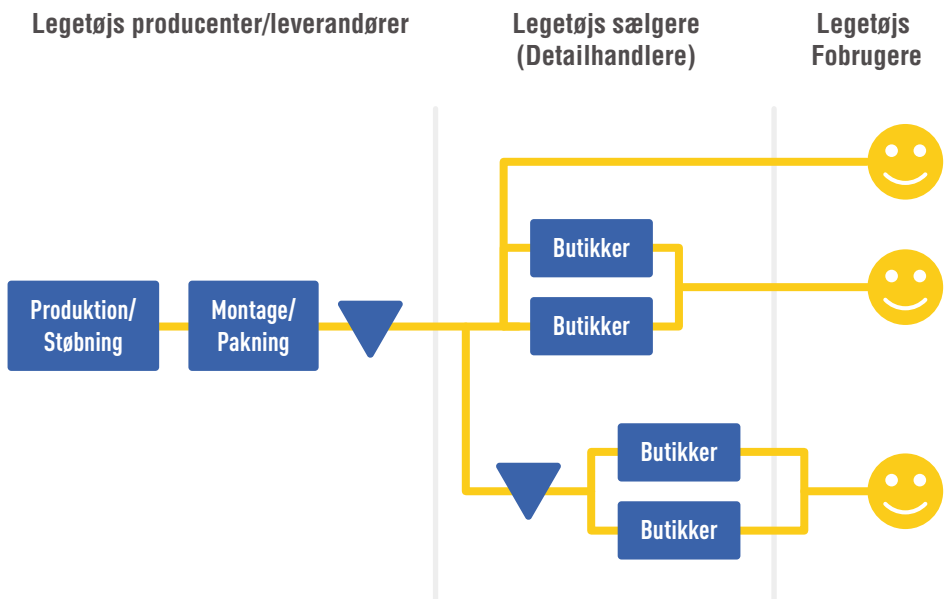 Legetøjs producenter/leverandører
Legetøjs sælgere
(Detailhandlere)
Legetøjs
Fobrugere
Butikker
Produktion/
Støbning
Montage/
Pakning
Butikker
Butikker
Butikker